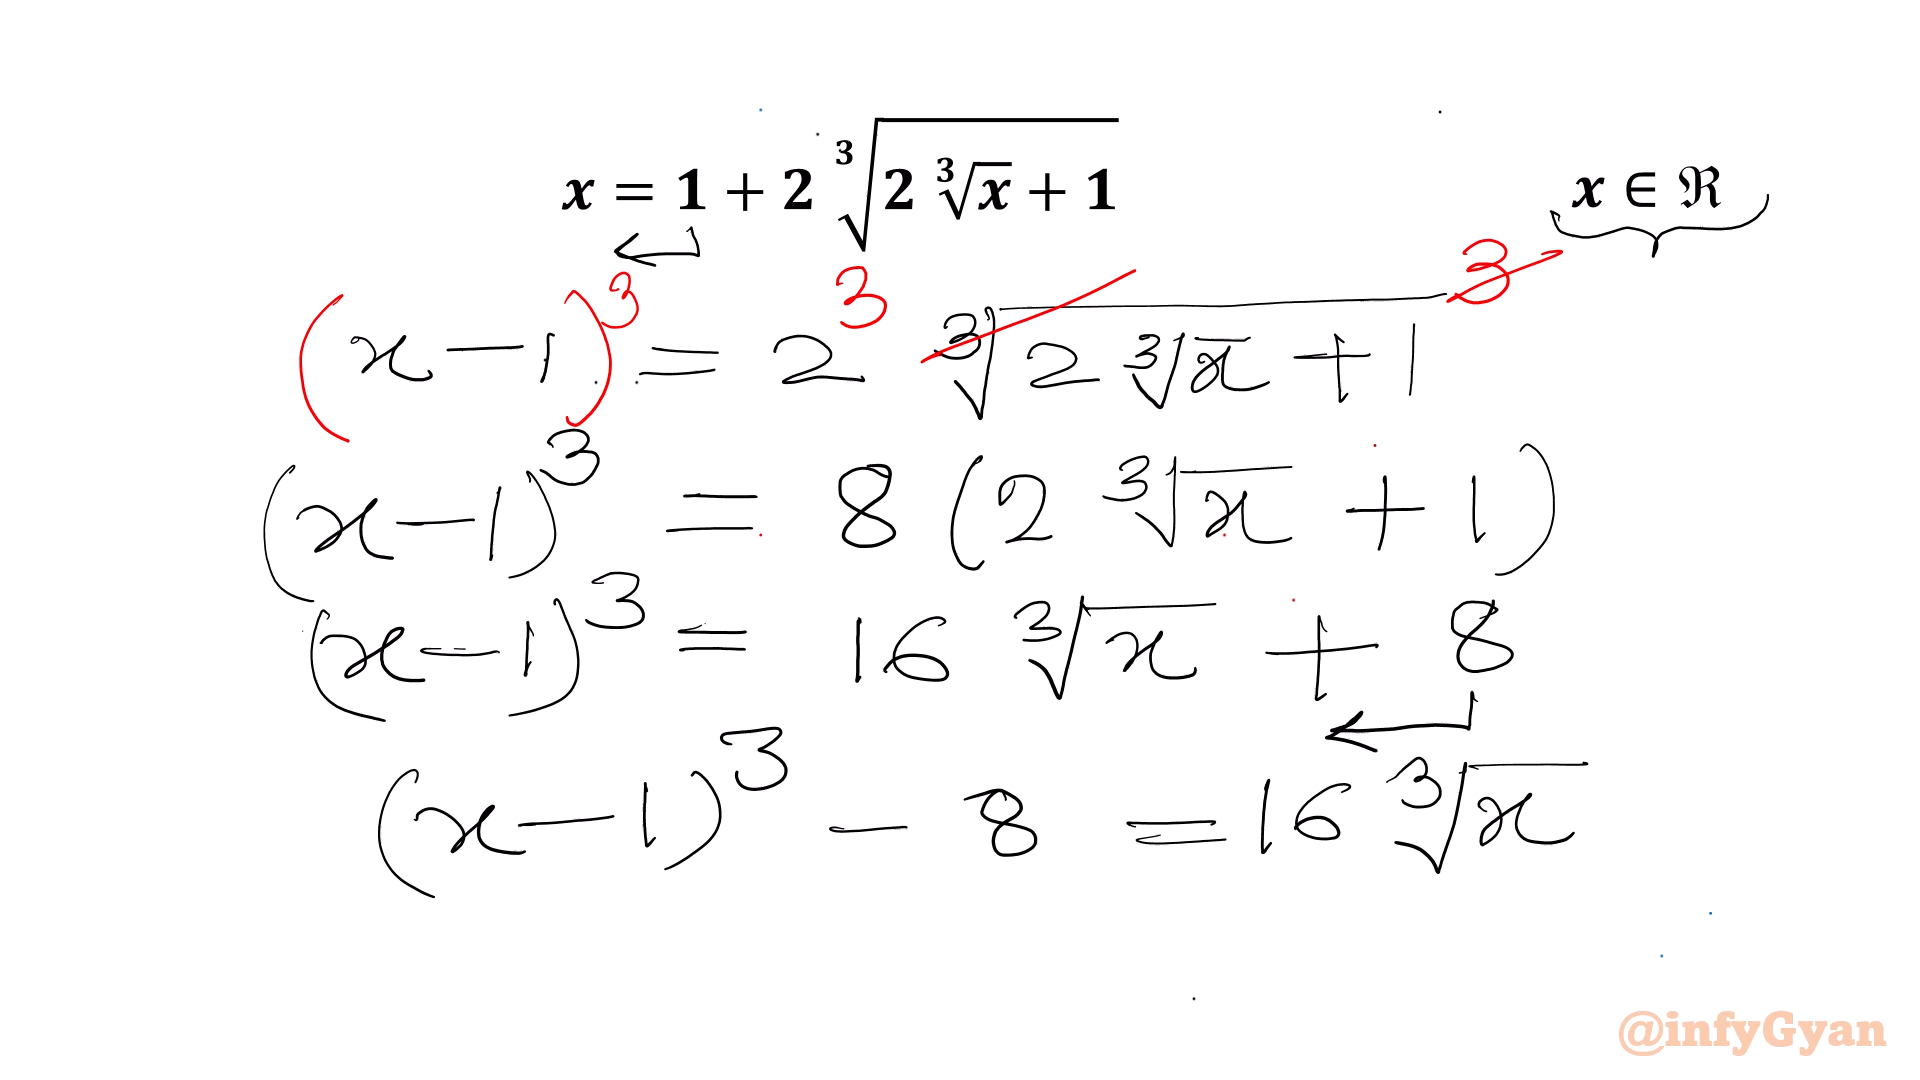 x = 1 + 2 ∛(2 ∛x + 1) x ∈ ℜ
(x − 1)³ = 2³ ∛(2 ∛x + 1)³
(x − 1)³ = 8 (2 ∛x + 1)
(x − 1)³ = 16 ∛x + 8
(x − 1)³ − 8 = 16 ∛x
@infyGyan